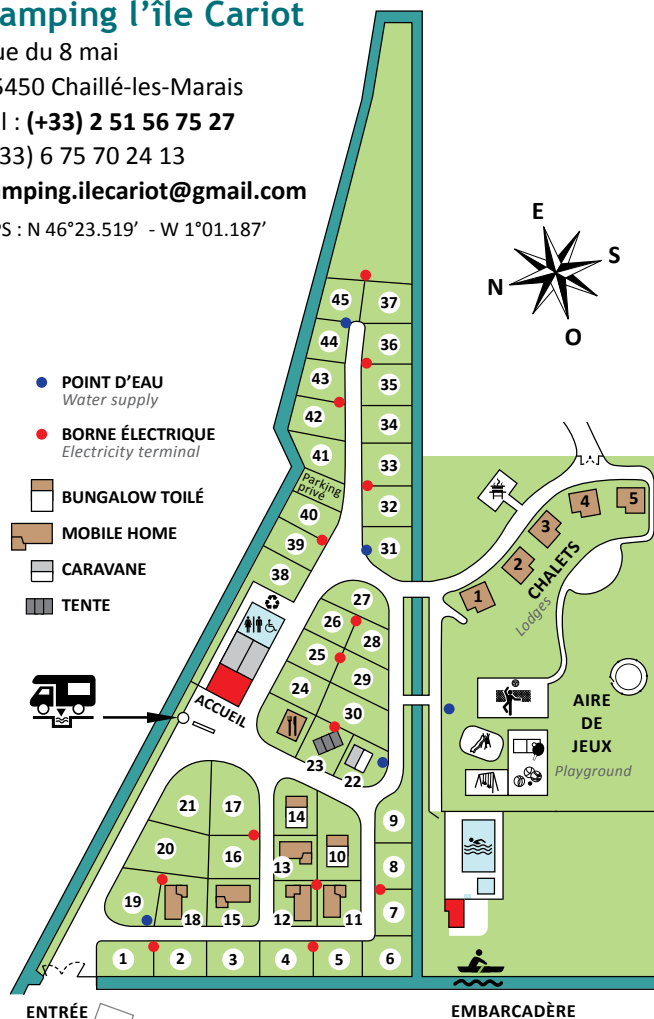 amping l'île Cariot
ue du 8 mai
5450 Chaillé-les-Marais
l : (+33) 2 51 56 75 27
33) 6 75 70 24 13
amping.ilecariot@gmail.com
PS : N 46°23.519' - W 1°01.187'
E
S
N
O
POINT D'EAU
Water supply
BORNE ÉLECTRIQUE
Electricity terminal
BUNGALOW TOILÉ
MOBILE HOME
CARAVANE
TENTE
45
37
44
36
43
35
42
34
41
33
Parking
privé
32
40
39
31
38
27
26
28
25
29
24
30
23
22
ACCUEIL
1
2
3
4
5
CHALETS
Lodges
AIRE
DE
JEUX
Playground
21
17
14
9
20
16
13
10
8
19
18
15
12
11
7
1
2
3
4
5
6
ENTRÉE
EMBARCADÈRE